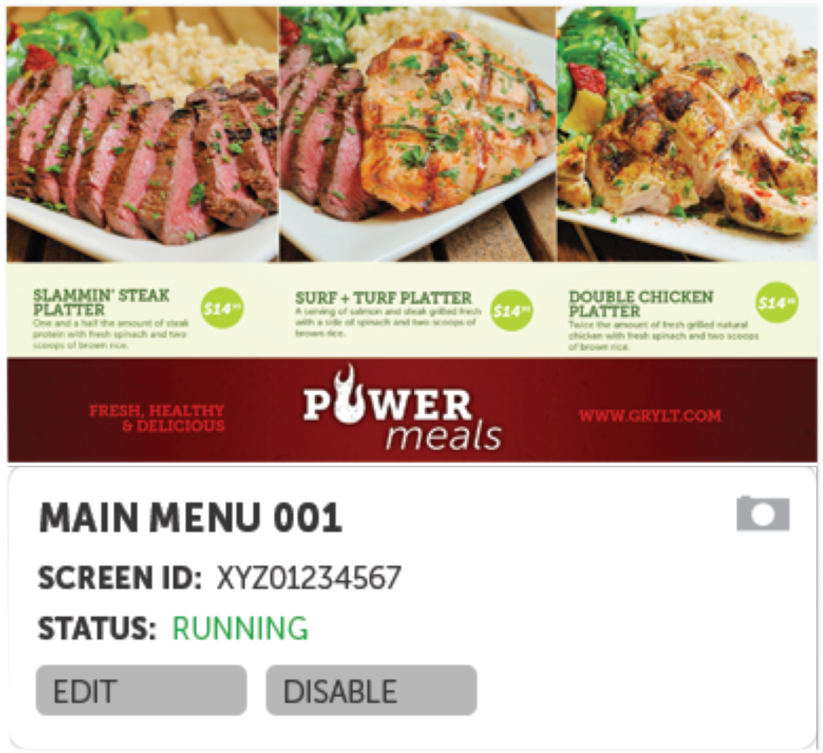 SLAMMIN' STEAK
PLATTER
One and a half the amount of steak
protein with fresh spinach and two
scoops of brown rice.
$14
SURF + TURF PLATTER
A serving of salmon and steak grilled fresh
with a side of spinach and two scoops of
brown rice.
$14
DOUBLE CHICKEN
PLATTER
Twice the amount of fresh grilled natural
chicken with fresh spinach and two scoops
of brown rice.
$14
FRESH, HEALTHY
& DELICIOUS
POWER
meals
WWW.GRYLT.COM
MAIN MENU 001
SCREEN ID: XYZ01234567
STATUS: RUNNING
EDIT
DISABLE